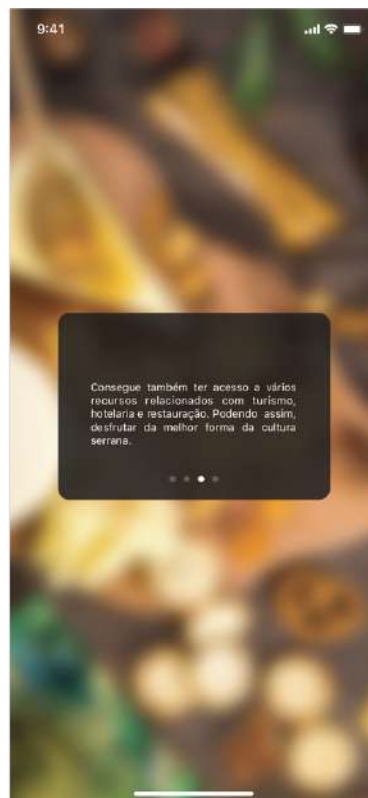 9:41
Consegue também ter acesso a vários
recursos relacionados com turismo,
hotelaria e restauração. Podendo assim,
desfrutar da melhor forma da cultura
serrana.